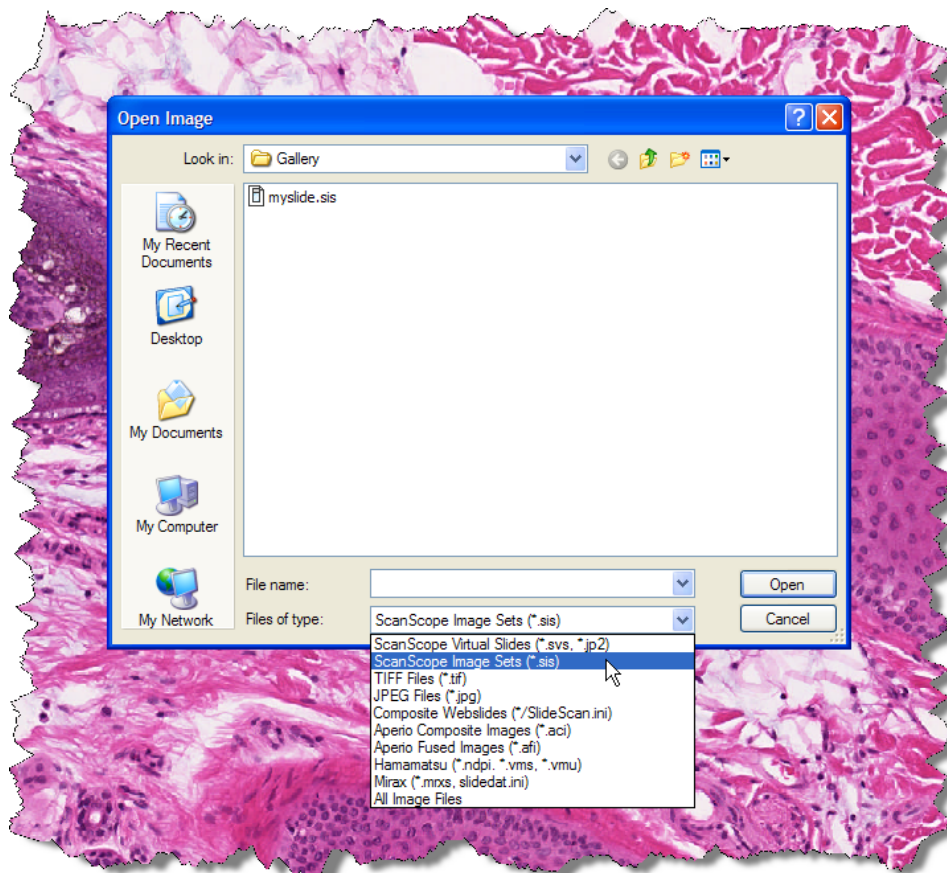 Open Image
Look in: Gallery
myslide.sis
My Recent
Documents
Desktop
My Documents
My Computer
My Network
File name:
Open
Files of type: ScanScope Image Sets (*.sis)
Cancel
ScanScope Virtual Slides (*.svs, *.jp2)
ScanScope Image Sets (*.sis)
TIFF Files (*.tif)
JPEG Files (*.jpg)
Composite Webslides (*/SlideScan.ini)
Aperio Composite Images (*.aci)
Aperio Fused Images (*.afi)
Hamamatsu (*.ndpi. *.vms, *.vmu)
Mirax (*.mrxs, slidedat.ini)
All Image Files